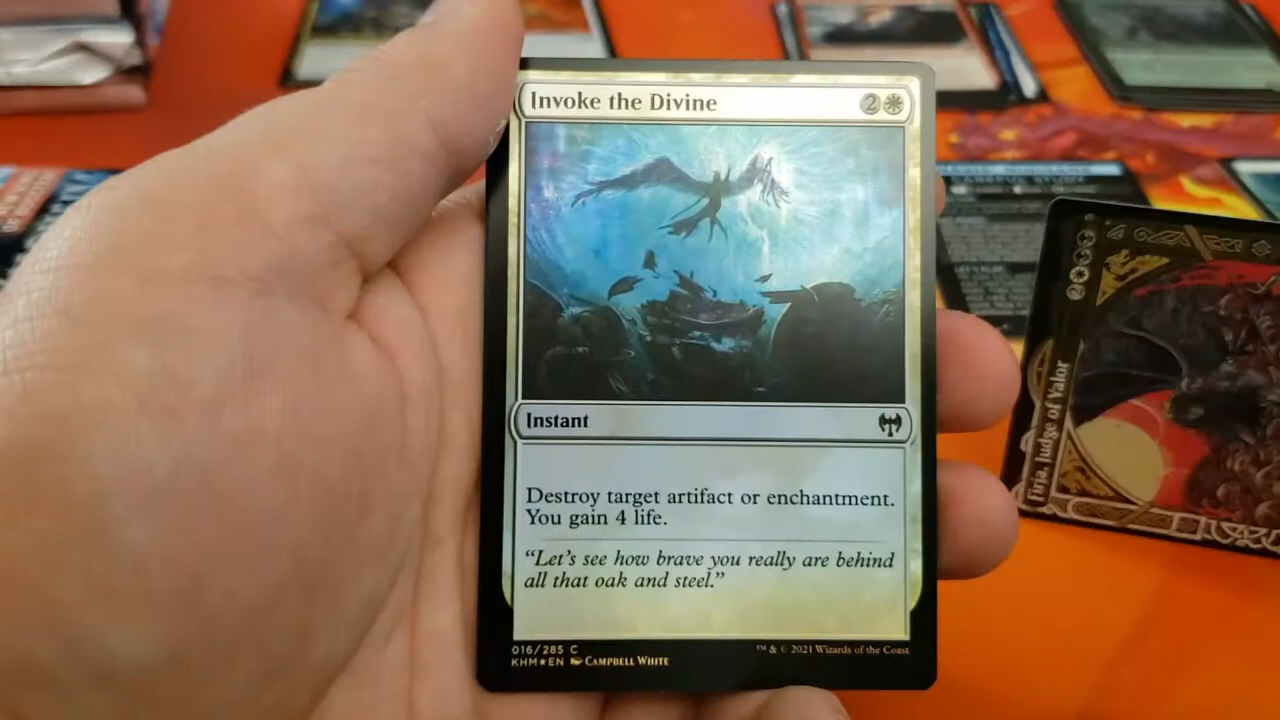 Invoke the Divine
2
Instant
Destroy target artifact or enchantment.
You gain 4 life.
“Let's see how brave you really are behind
all that oak and steel.”
016/285 C
KHM★EN Campbell White
™ & © 2021 Wizards of the Coast
Firja, Judge of Valor
2